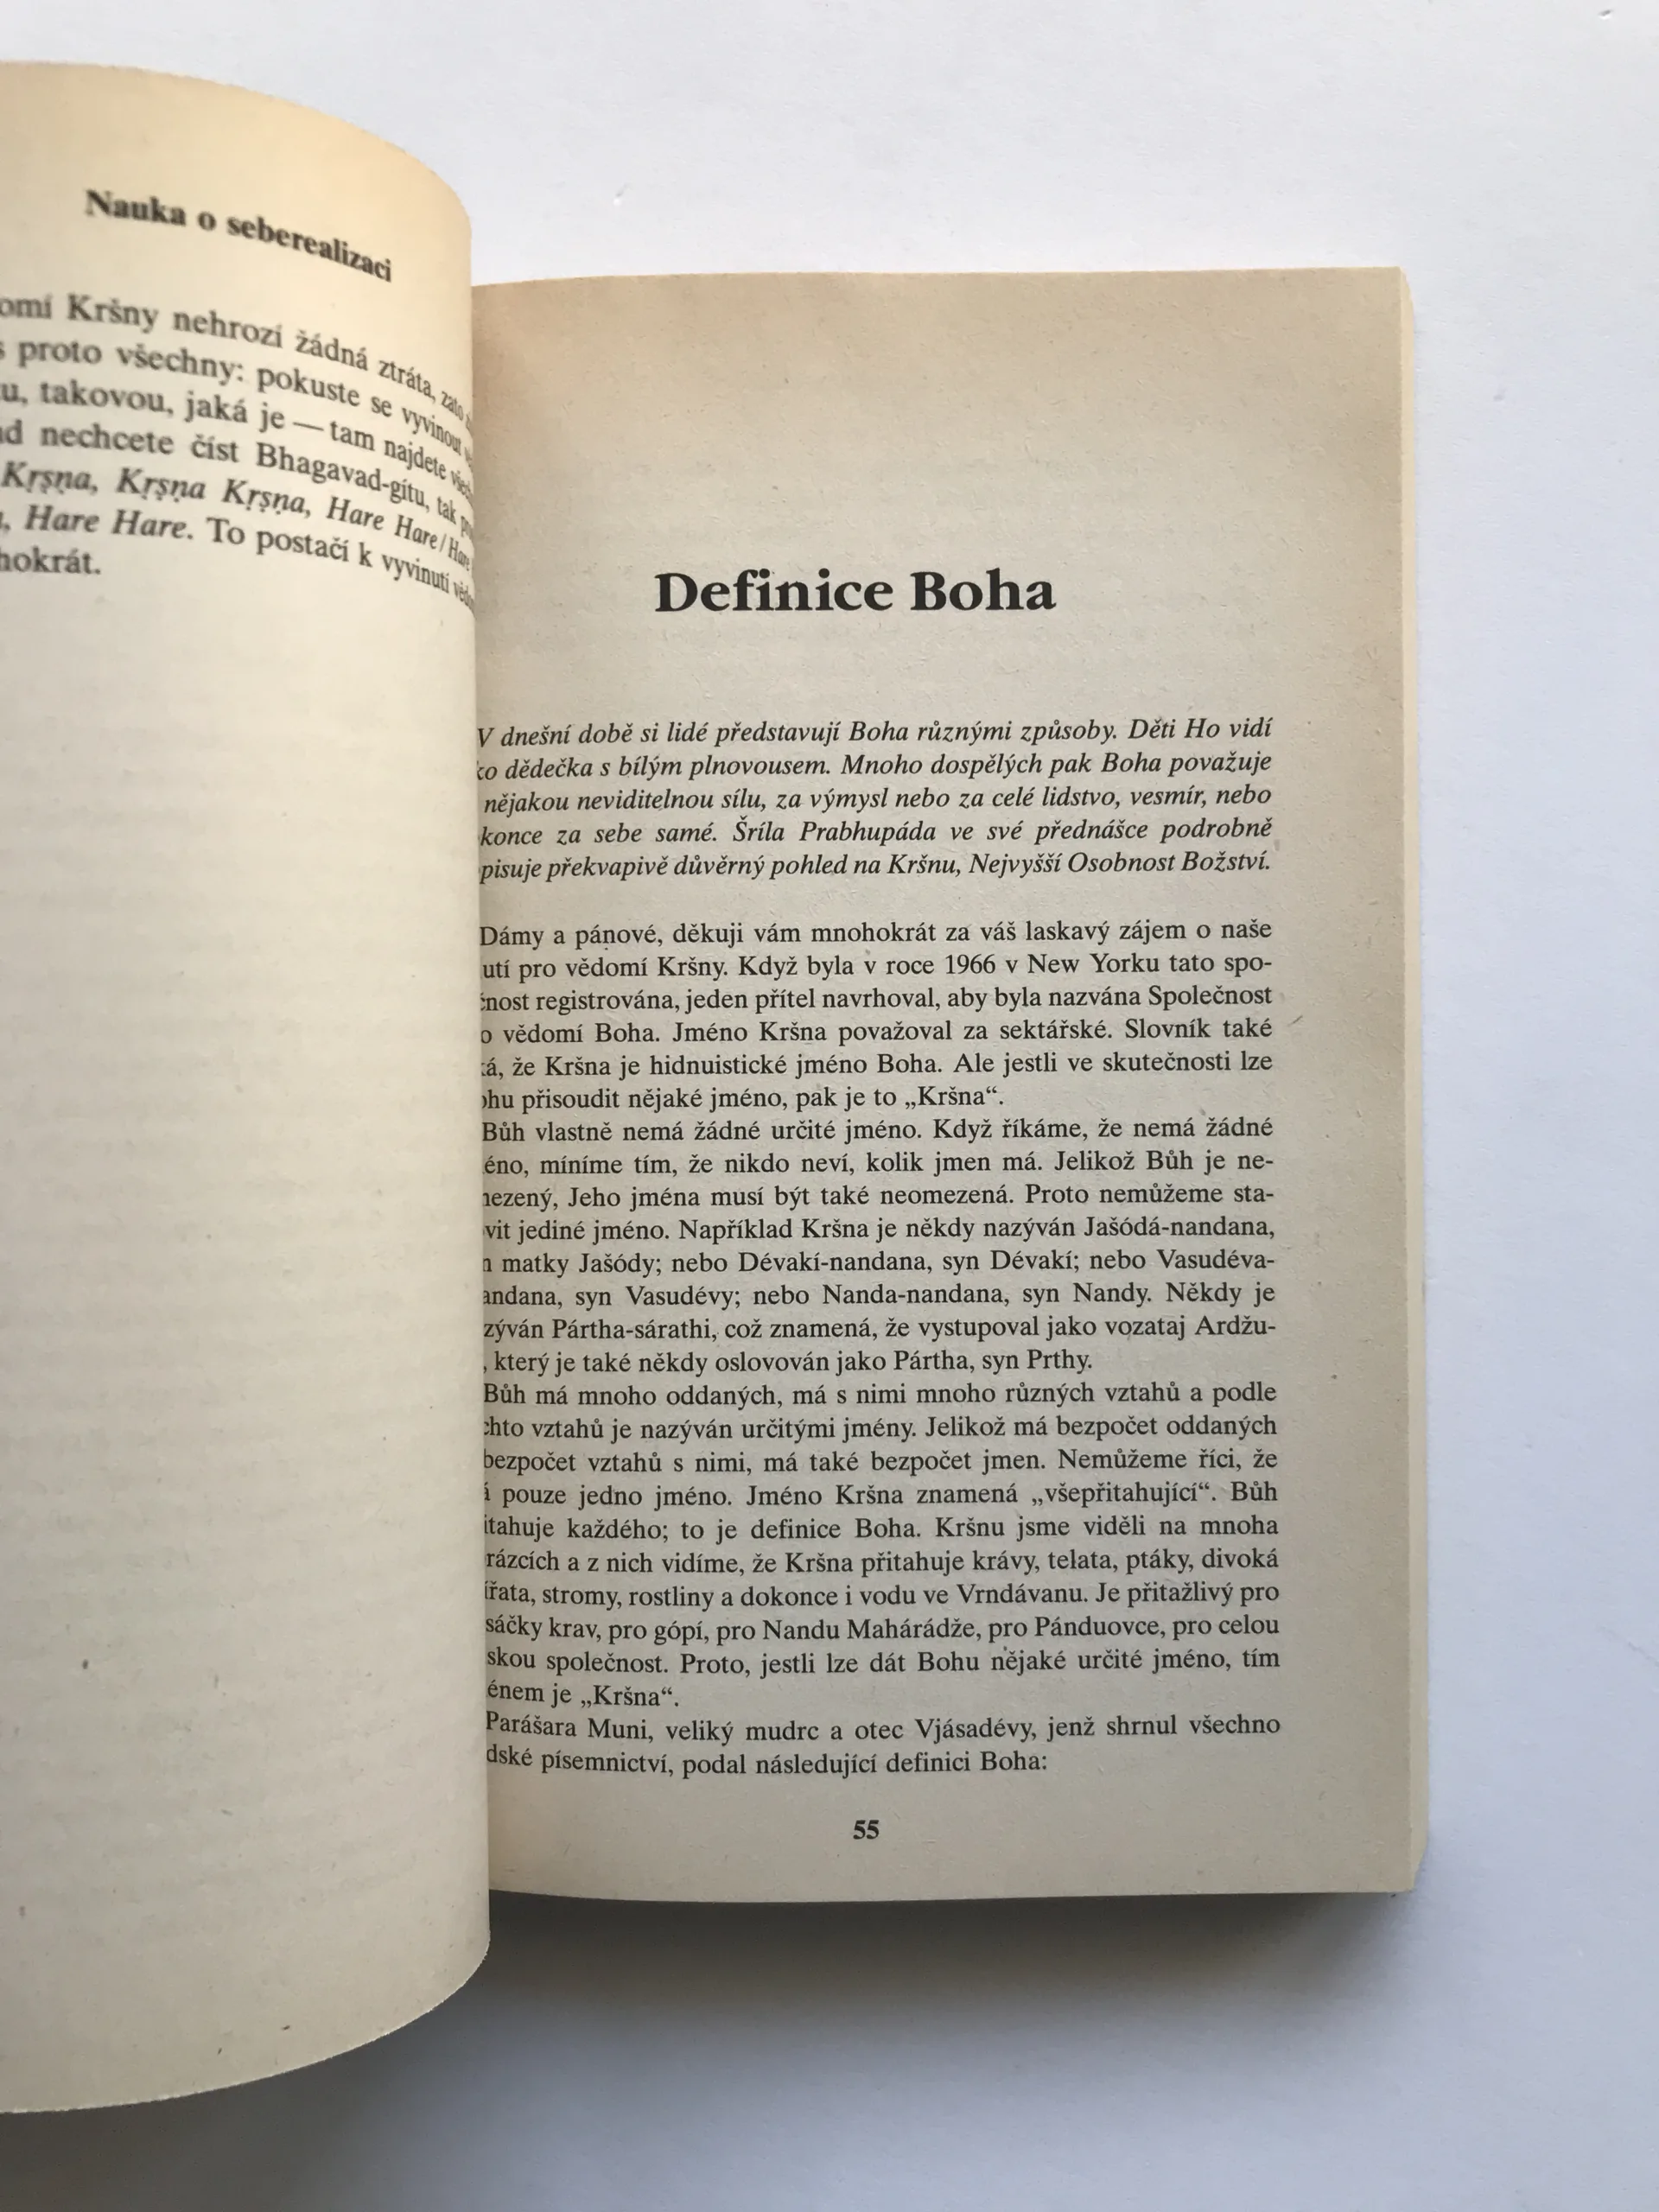 Nauka o seberealizaci
omí Kršny nehrozí žádná ztráta, zato
s proto všechny: pokuste se vyvinout
u, takovou, jaká je — tam najdete
nechcete číst Bhagavad-gítu, tak
Kṛṣṇa, Kṛṣṇa Kṛṣṇa, Hare Hare / Hare
, Hare Hare. To postačí k vyvinutí
hokrát.
Definice Boha
V dnešní době si lidé představují Boha různými způsoby. Děti Ho vidí
ko dědečka s bílým plnovousem. Mnoho dospělých pak Boha považuje
nějakou neviditelnou sílu, za výmysl nebo za celé lidstvo, vesmír, nebo
konce za sebe samé. Šríla Prabhupáda ve své přednášce podrobně
pisuje překvapivě důvěrný pohled na Kršnu, Nejvyšší Osobnost Božství.
Dámy a pánové, děkuji vám mnohokrát za váš laskavý zájem o naše
utí pro vědomí Kršny. Když byla v roce 1966 v New Yorku tato spo-
čnost registrována, jeden přítel navrhoval, aby byla nazvána Společnost
o vědomí Boha. Jméno Kršna považoval za sektářské. Slovník také
ká, že Kršna je hidnuistické jméno Boha. Ale jestli ve skutečnosti lze
ohu přisoudit nějaké jméno, pak je to „Kršna“.
Bůh vlastně nemá žádné určité jméno. Když říkáme, že nemá žádné
éno, míníme tím, že nikdo neví, kolik jmen má. Jelikož Bůh je ne-
mezený, Jeho jména musí být také neomezená. Proto nemůžeme sta-
vit jediné jméno. Například Kršna je někdy nazýván Jašódá-nandana,
n matky Jašódy; nebo Dévakí-nandana, syn Dévakí; nebo Vasudéva-
andana, syn Vasudévy; nebo Nanda-nandana, syn Nandy. Někdy je
zýván Pártha-sárathi, což znamená, že vystupoval jako vozataj Ardžu-
, který je také někdy oslovován jako Pártha, syn Prthy.
Bůh má mnoho oddaných, má s nimi mnoho různých vztahů a podle
chto vztahů je nazýván určitými jmény. Jelikož má bezpočet oddaných
bezpočet vztahů s nimi, má také bezpočet jmen. Nemůžeme říci, že
á pouze jedno jméno. Jméno Kršna znamená „všepřitahující“. Bůh
itahuje každého; to je definice Boha. Kršnu jsme viděli na mnoha
rázcích a z nich vidíme, že Kršna přitahuje krávy, telata, ptáky, divoká
ířata, stromy, rostliny a dokonce i vodu ve Vrndávanu. Je přitažlivý pro
sáčky krav, pro gópí, pro Nandu Mahárádže, pro Pánduovce, pro celou
skou společnost. Proto, jestli lze dát Bohu nějaké určité jméno, tím
énem je „Kršna“.
Parášara Muni, veliký mudrc a otec Vjásadévy, jenž shrnul všechno
dské písemnictví, podal následující definici Boha:
55